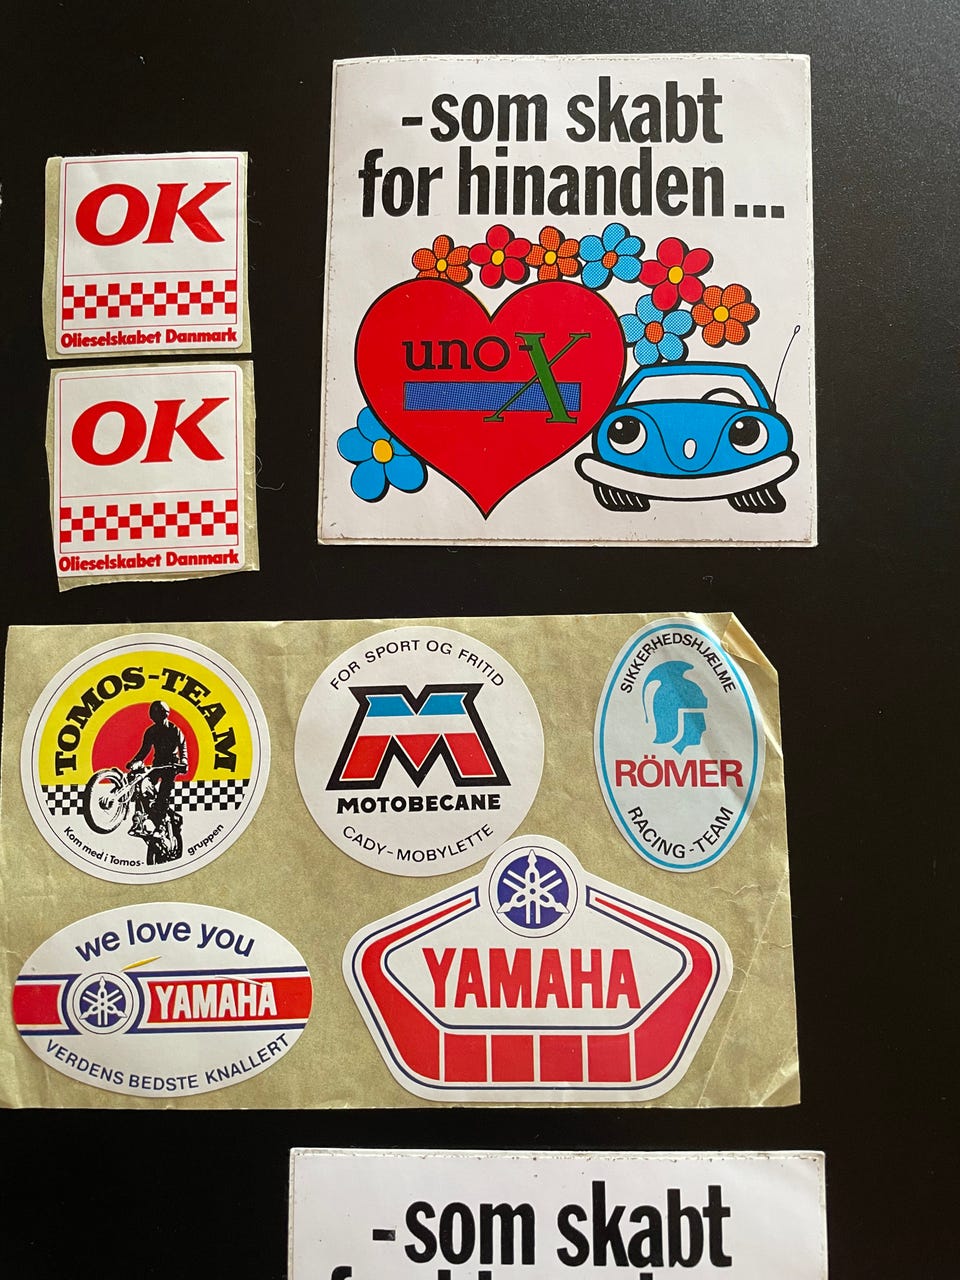 -som skabt
for hinanden...
uno-X
OK
Olieselskabet Danmark
OK
Olieselskabet Danmark
TOMOS-TEAM
Kom med i Tomos-gruppen
FOR SPORT OG FRITID
M
MOTOBECANE
CADY-MOBYLETTE
SIKKERHEDSHJÆLME
RÖMER
RACING-TEAM
we love you
YAMAHA
VERDENS BEDSTE KNALLERT
YAMAHA
-som skabt